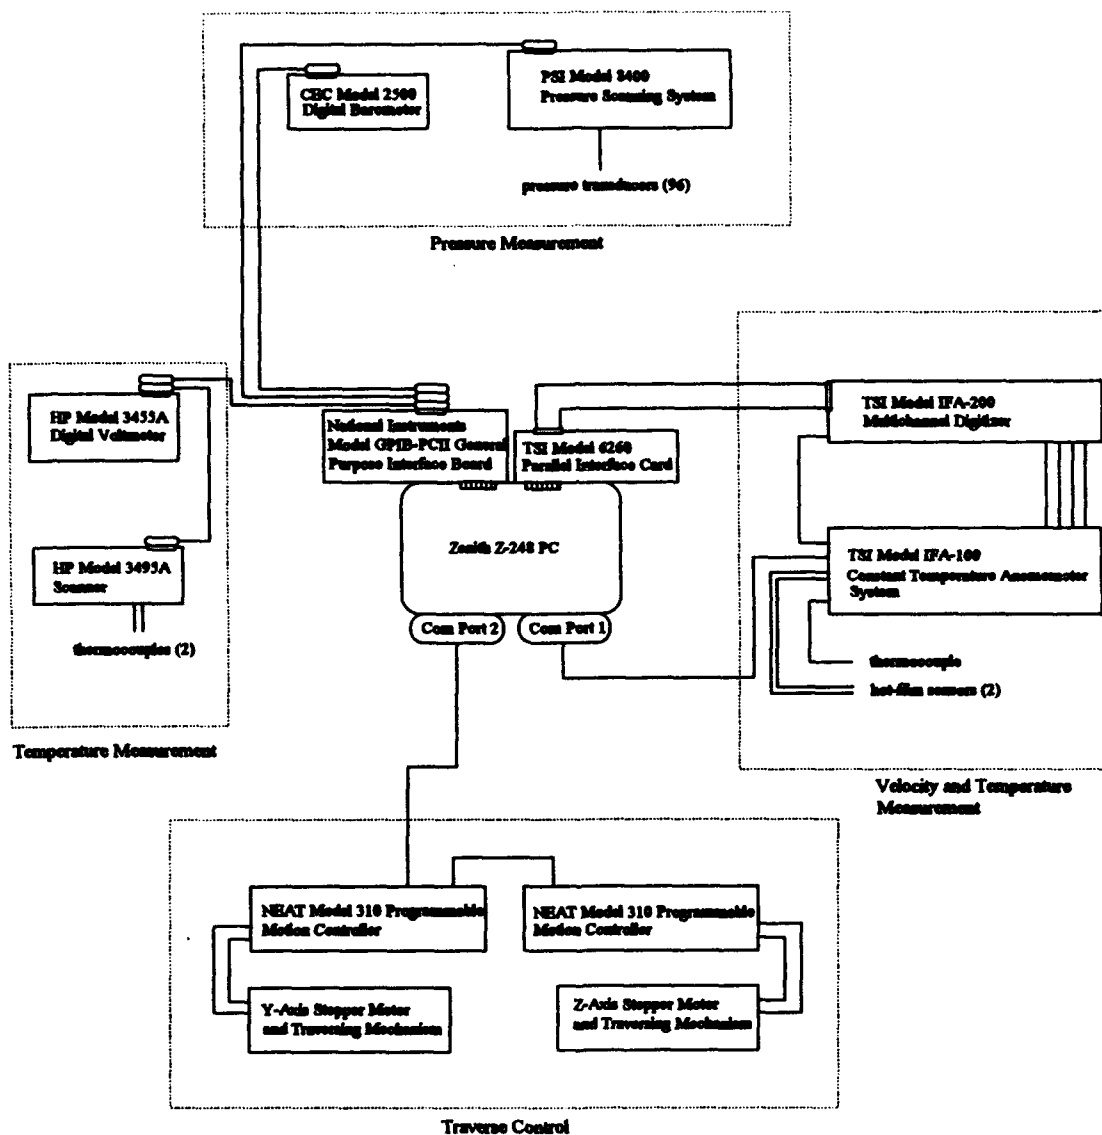 CEC Model 2500
Digital Barometer
PSI Model 8400
Pressure Scanning System
pressure transducers (96)
Pressure Measurement
HP Model 3455A
Digital Voltmeter
HP Model 3495A
Scanner
thermocouples (2)
Temperature Measurement
National Instruments
Model GPIB-PCII General
Purpose Interface Board
TSI Model 6260
Parallel Interface Card
Zenith Z-248 PC
Com Port 2
Com Port 1
TSI Model IFA-200
Multichannel Digitizer
TSI Model IFA-100
Constant Temperature Anemometer
System
thermocouple
hot-film sensors (2)
Velocity and Temperature
Measurement
NEAT Model 310 Programmable
Motion Controller
NEAT Model 310 Programmable
Motion Controller
Y-Axis Stepper Motor
and Traversing Mechanism
Z-Axis Stepper Motor
and Traversing Mechanism
Traverse Control